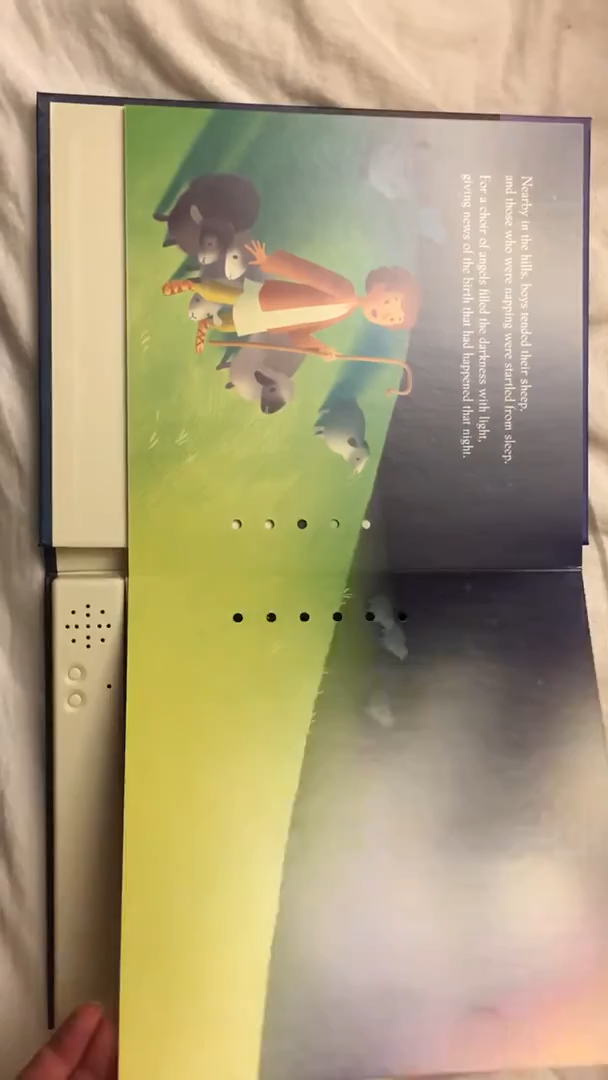 Nearby in the hills, boys tended their sheep,
and those who were napping were startled from sleep.
For a choir of angels filled the darkness with light,
giving news of the birth that had happened that night.